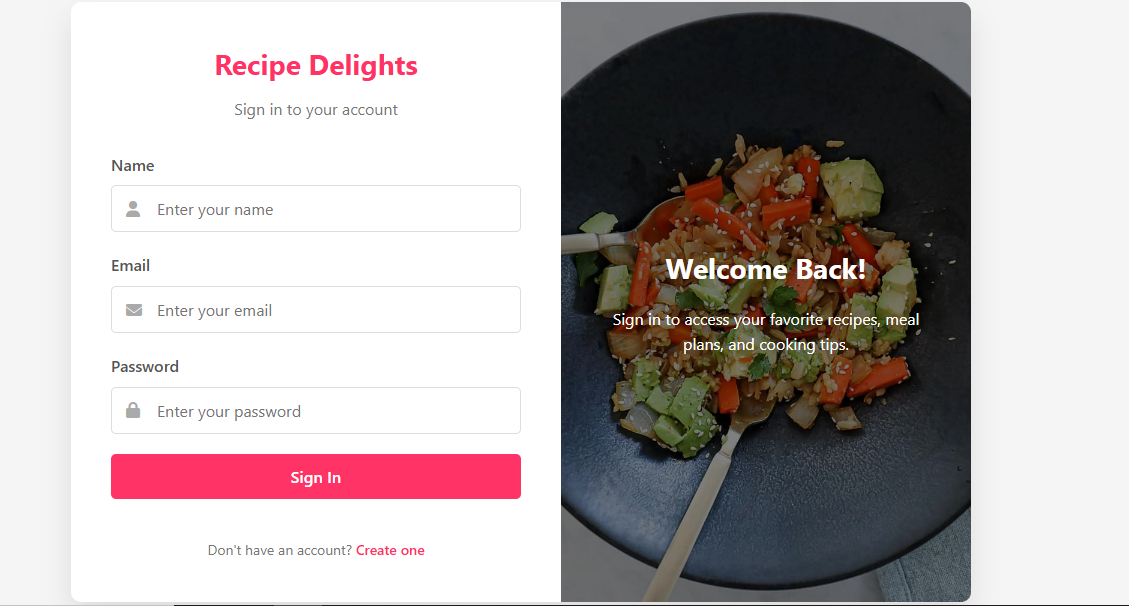 Recipe Delights
Sign in to your account
Name
Enter your name
Email
Enter your email
Password
Enter your password
Sign In
Don't have an account? Create one
Welcome Back!
Sign in to access your favorite recipes, meal
plans, and cooking tips.